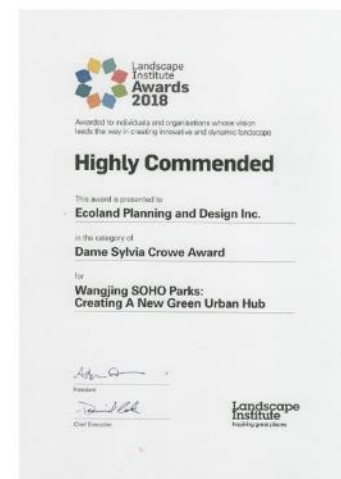 Landscape
Institute
Awards
2018
Awarded to individuals and organisations whose vision
leads the way in creating innovative and dynamic landscape
Highly Commended
This award is presented to
Ecoland Planning and Design Inc.
in the category of
Dame Sylvia Crowe Award
for
Wangjing SOHO Parks:
Creating A New Green Urban Hub
President
Chief Executive
Landscape
Institute
Inspiring great places